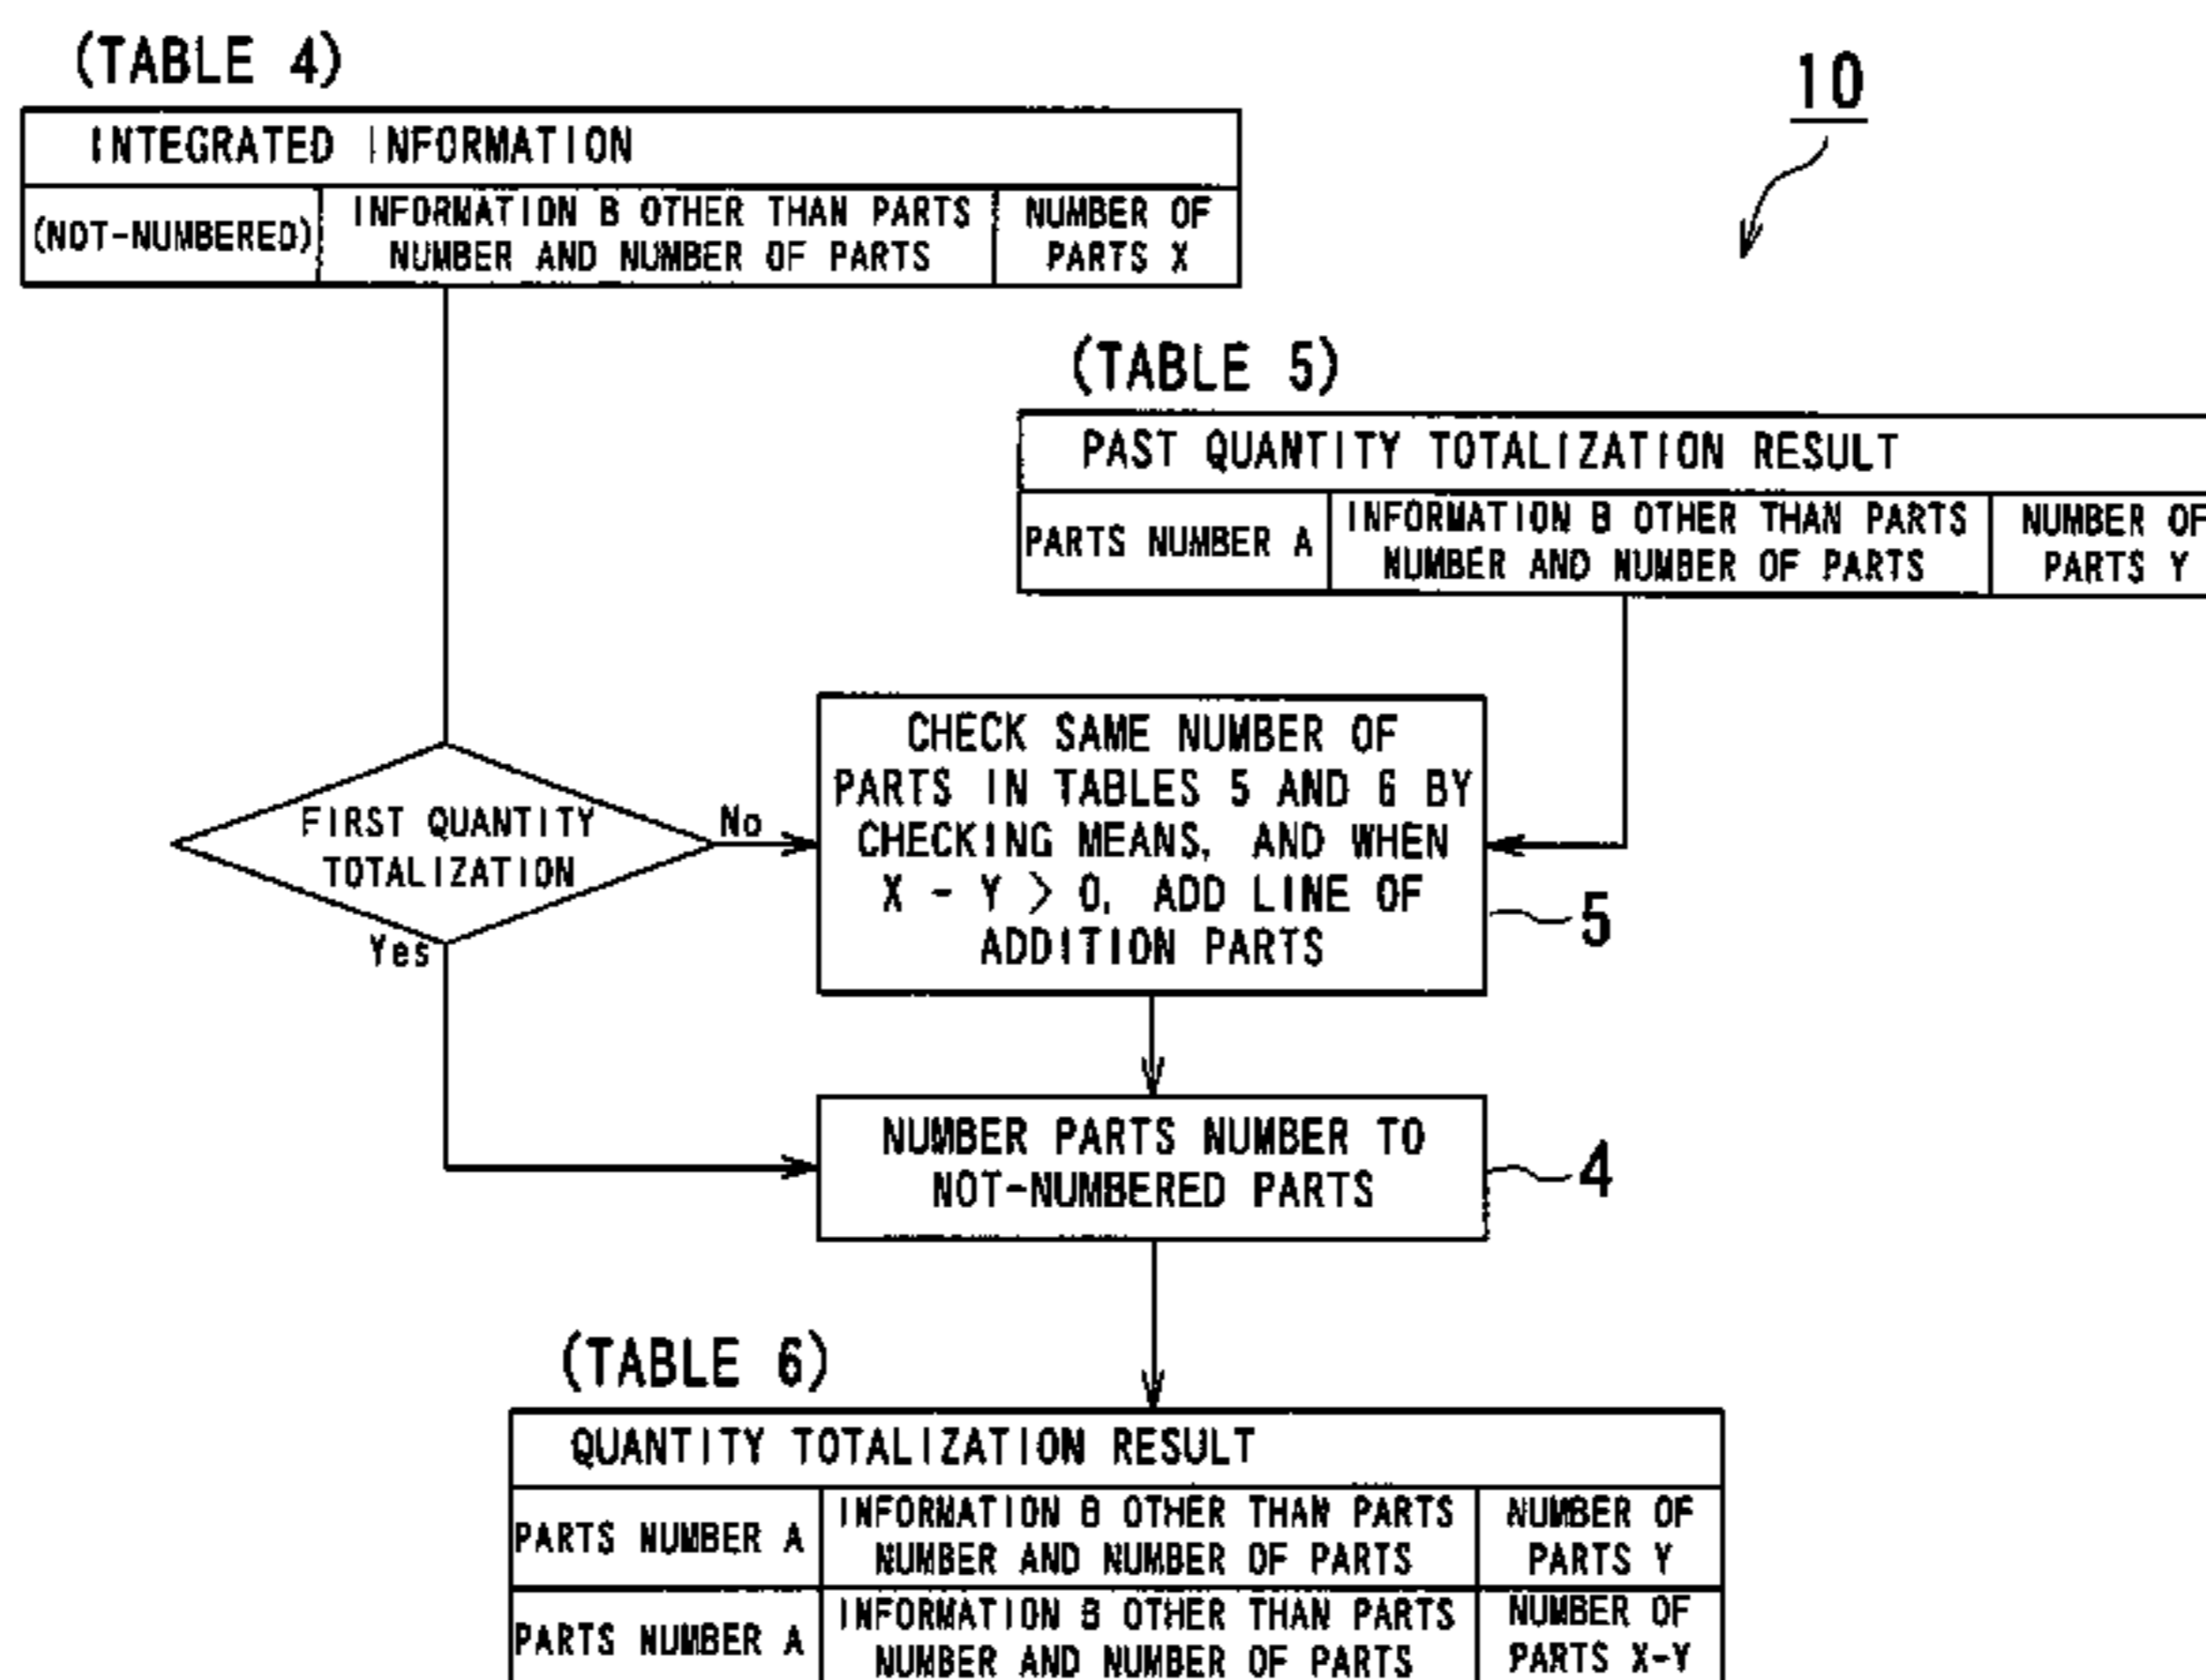 (TABLE 4)
10
INTEGRATED INFORMATION
(NOT-NUMBERED)
INFORMATION B OTHER THAN PARTS
NUMBER AND NUMBER OF PARTS
NUMBER OF
PARTS X
(TABLE 5)
PAST QUANTITY TOTALIZATION RESULT
PARTS NUMBER A
INFORMATION B OTHER THAN PARTS
NUMBER AND NUMBER OF PARTS
NUMBER OF
PARTS Y
FIRST QUANTITY
TOTALIZATION
No
Yes
CHECK SAME NUMBER OF
PARTS IN TABLES 5 AND 6 BY
CHECKING MEANS, AND WHEN
X - Y > 0, ADD LINE OF
ADDITION PARTS
5
NUMBER PARTS NUMBER TO
NOT-NUMBERED PARTS
4
(TABLE 6)
QUANTITY TOTALIZATION RESULT
PARTS NUMBER A
INFORMATION B OTHER THAN PARTS
NUMBER AND NUMBER OF PARTS
NUMBER OF
PARTS Y
PARTS NUMBER A
INFORMATION B OTHER THAN PARTS
NUMBER AND NUMBER OF PARTS
NUMBER OF
PARTS X-Y